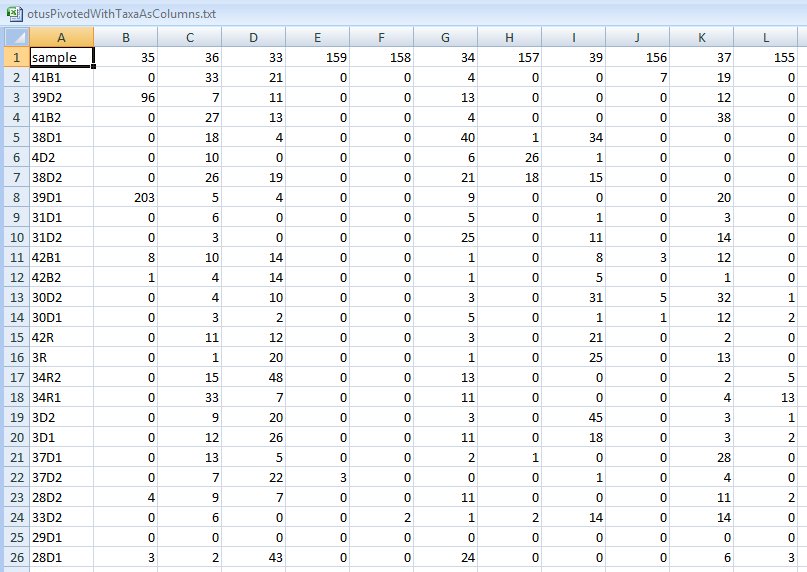 otusPivotedWithTaxaAsColumns.txt
A B C D E F G H I J K L
1 sample 35 36 33 159 158 34 157 39 156 37 155
2 41B1 0 33 21 0 0 4 0 0 7 19 0
3 39D2 96 7 11 0 0 13 0 0 0 12 0
4 41B2 0 27 13 0 0 4 0 0 0 38 0
5 38D1 0 18 4 0 0 40 1 34 0 0 0
6 4D2 0 10 0 0 0 6 26 1 0 0 0
7 38D2 0 26 19 0 0 21 18 15 0 0 0
8 39D1 203 5 4 0 0 9 0 0 0 20 0
9 31D1 0 6 0 0 0 5 0 1 0 3 0
10 31D2 0 3 0 0 0 25 0 11 0 14 0
11 42B1 8 10 14 0 0 1 0 8 3 12 0
12 42B2 1 4 14 0 0 1 0 5 0 1 0
13 30D2 0 4 10 0 0 3 0 31 5 32 1
14 30D1 0 3 2 0 0 5 0 1 1 12 2
15 42R 0 11 12 0 0 3 0 21 0 2 0
16 3R 0 1 20 0 0 1 0 25 0 13 0
17 34R2 0 15 48 0 0 13 0 0 0 2 5
18 34R1 0 33 7 0 0 11 0 0 0 4 13
19 3D2 0 9 20 0 0 3 0 45 0 3 1
20 3D1 0 12 26 0 0 11 0 18 0 3 2
21 37D1 0 13 5 0 0 2 1 0 0 28 0
22 37D2 0 7 22 3 0 0 0 1 0 4 0
23 28D2 4 9 7 0 0 11 0 0 0 11 2
24 33D2 0 6 0 0 2 1 2 14 0 14 0
25 29D1 0 0 0 0 0 0 0 0 0 0 0
26 28D1 3 2 43 0 0 24 0 0 0 6 3